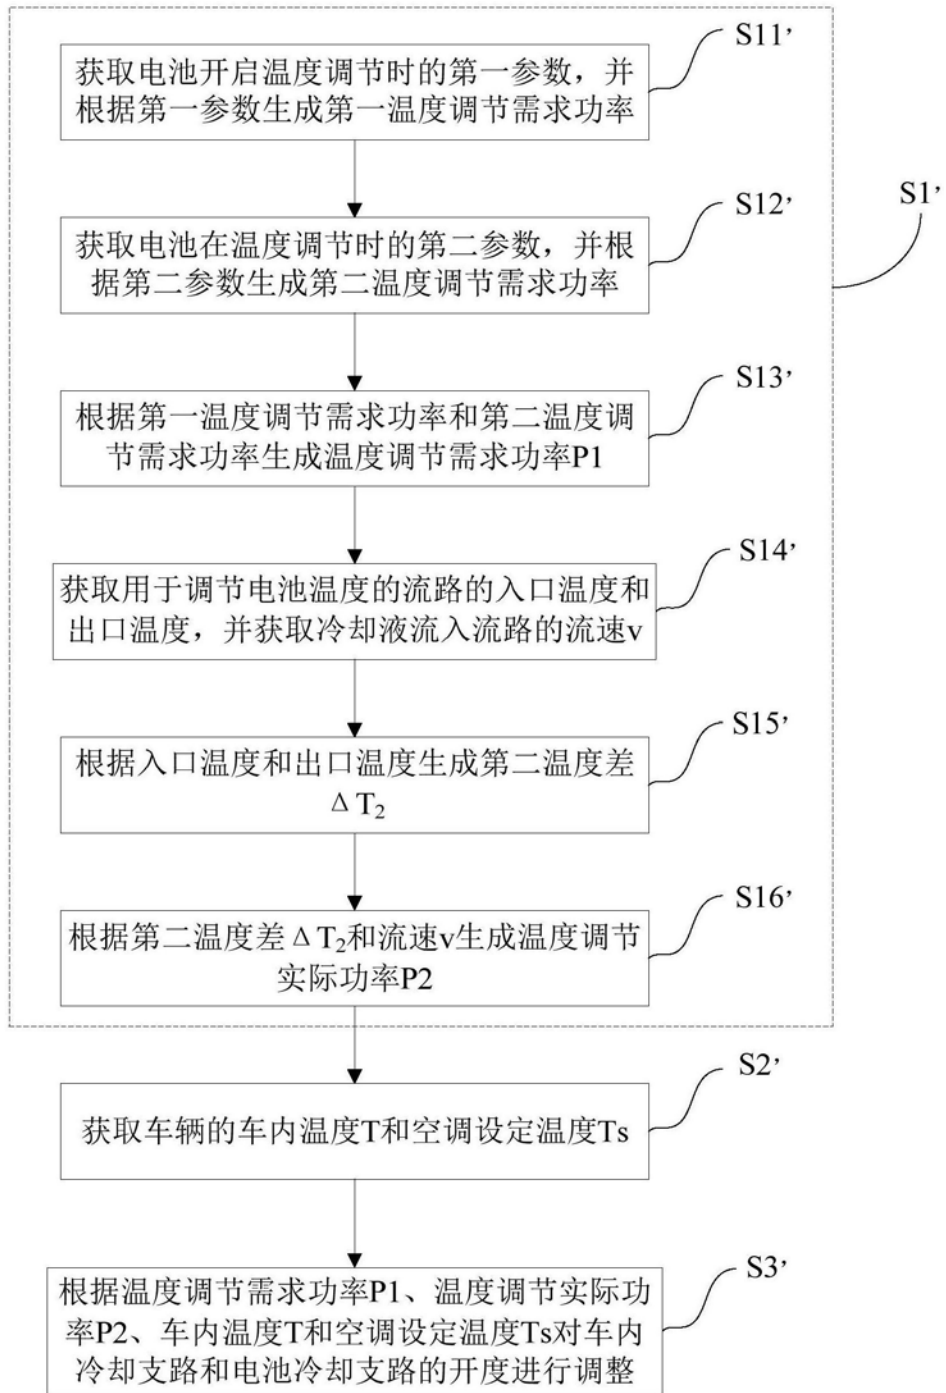 S11’
获取电池开启温度调节时的第一参数，并
根据第一参数生成第一温度调节需求功率
S12’
获取电池在温度调节时的第二参数，并根
据第二参数生成第二温度调节需求功率
S1’
S13’
根据第一温度调节需求功率和第二温度调
节需求功率生成温度调节需求功率P1
S14’
获取用于调节电池温度的流路的入口温度和
出口温度，并获取冷却液流入流路的流速v
S15’
根据入口温度和出口温度生成第二温度差
ΔT₂
S16’
根据第二温度差ΔT₂和流速v生成温度调节
实际功率P2
S2’
获取车辆的车内温度T和空调设定温度Ts
S3’
根据温度调节需求功率P1、温度调节实际功
率P2、车内温度T和空调设定温度Ts对车内
冷却支路和电池冷却支路的开度进行调整